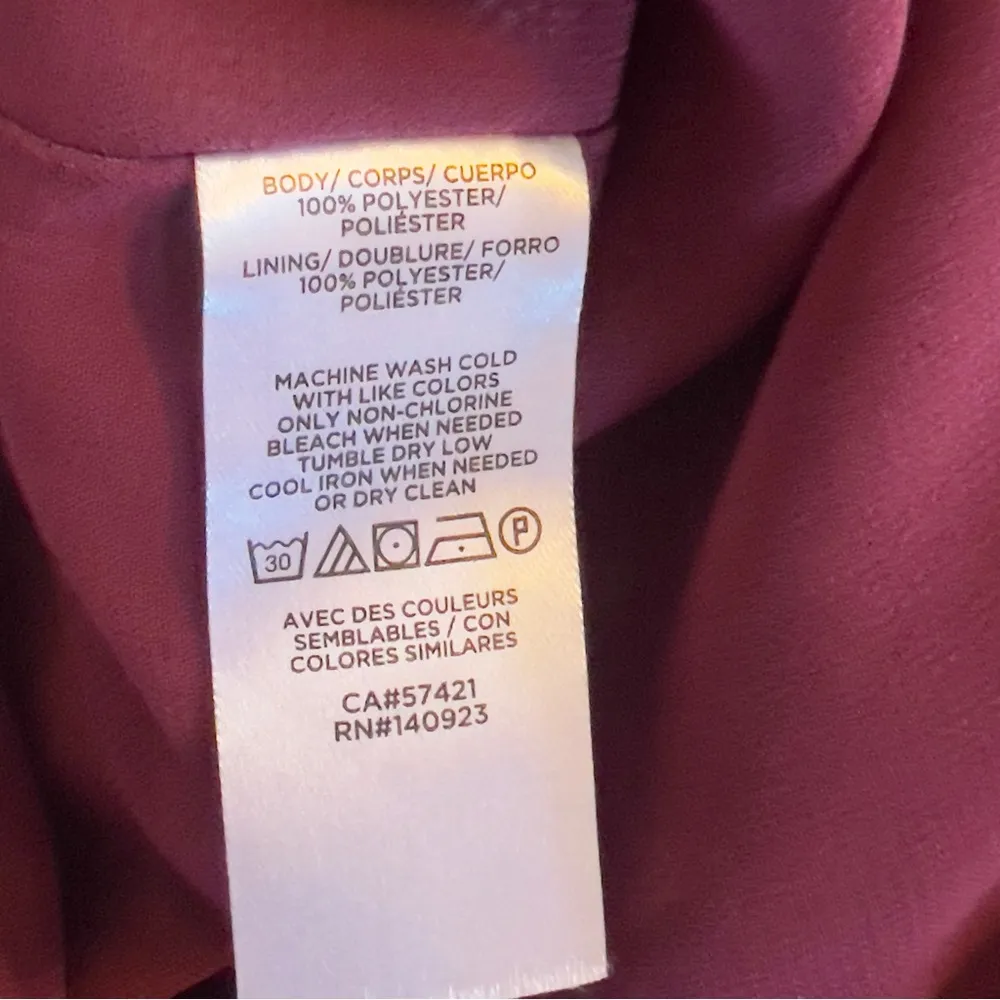 BODY/ CORPS/ CUERPO
100% POLYESTER/
POLIÉSTER
LINING/ DOUBLURE/ FORRO
100% POLYESTER/
POLIÉSTER
MACHINE WASH COLD
WITH LIKE COLORS
ONLY NON-CHLORINE
BLEACH WHEN NEEDED
TUMBLE DRY LOW
COOL IRON WHEN NEEDED
OR DRY CLEAN
30 P
AVEC DES COULEURS
SEMBLABLES / CON
COLORES SIMILARES
CA#57421
RN#140923